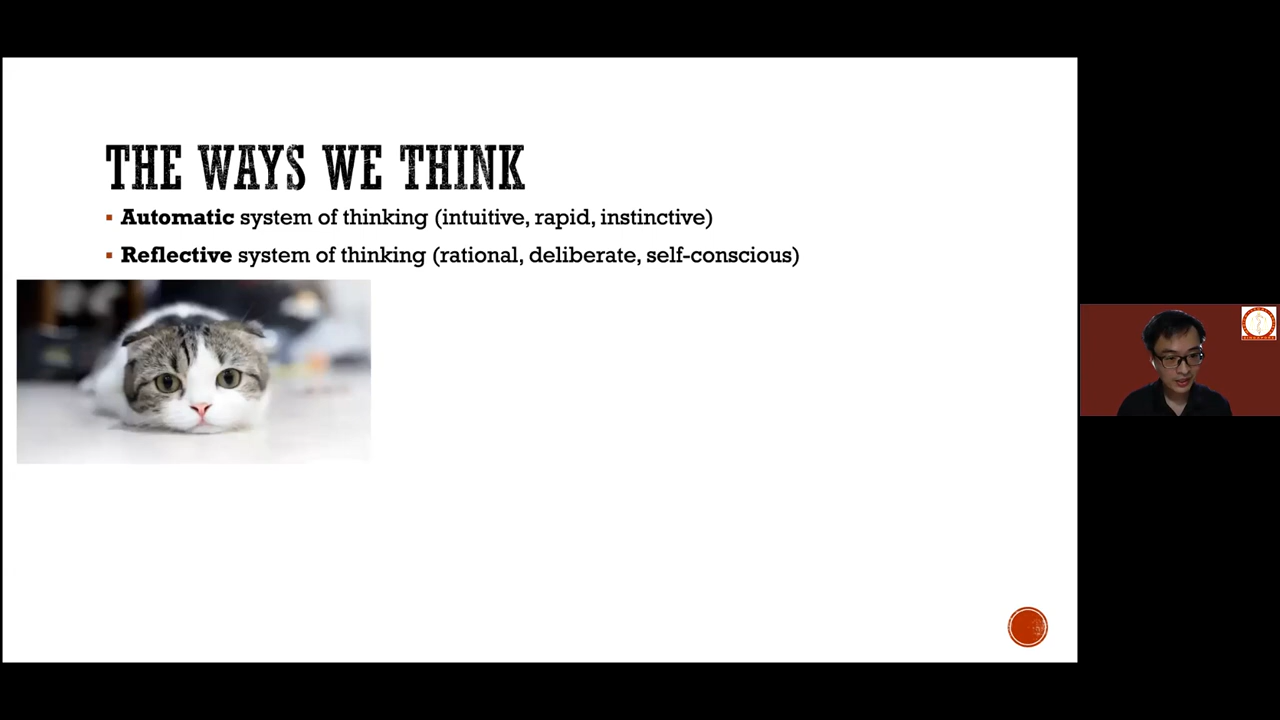 THE WAYS WE THINK
▪ Automatic system of thinking (intuitive, rapid, instinctive)
▪ Reflective system of thinking (rational, deliberate, self-conscious)